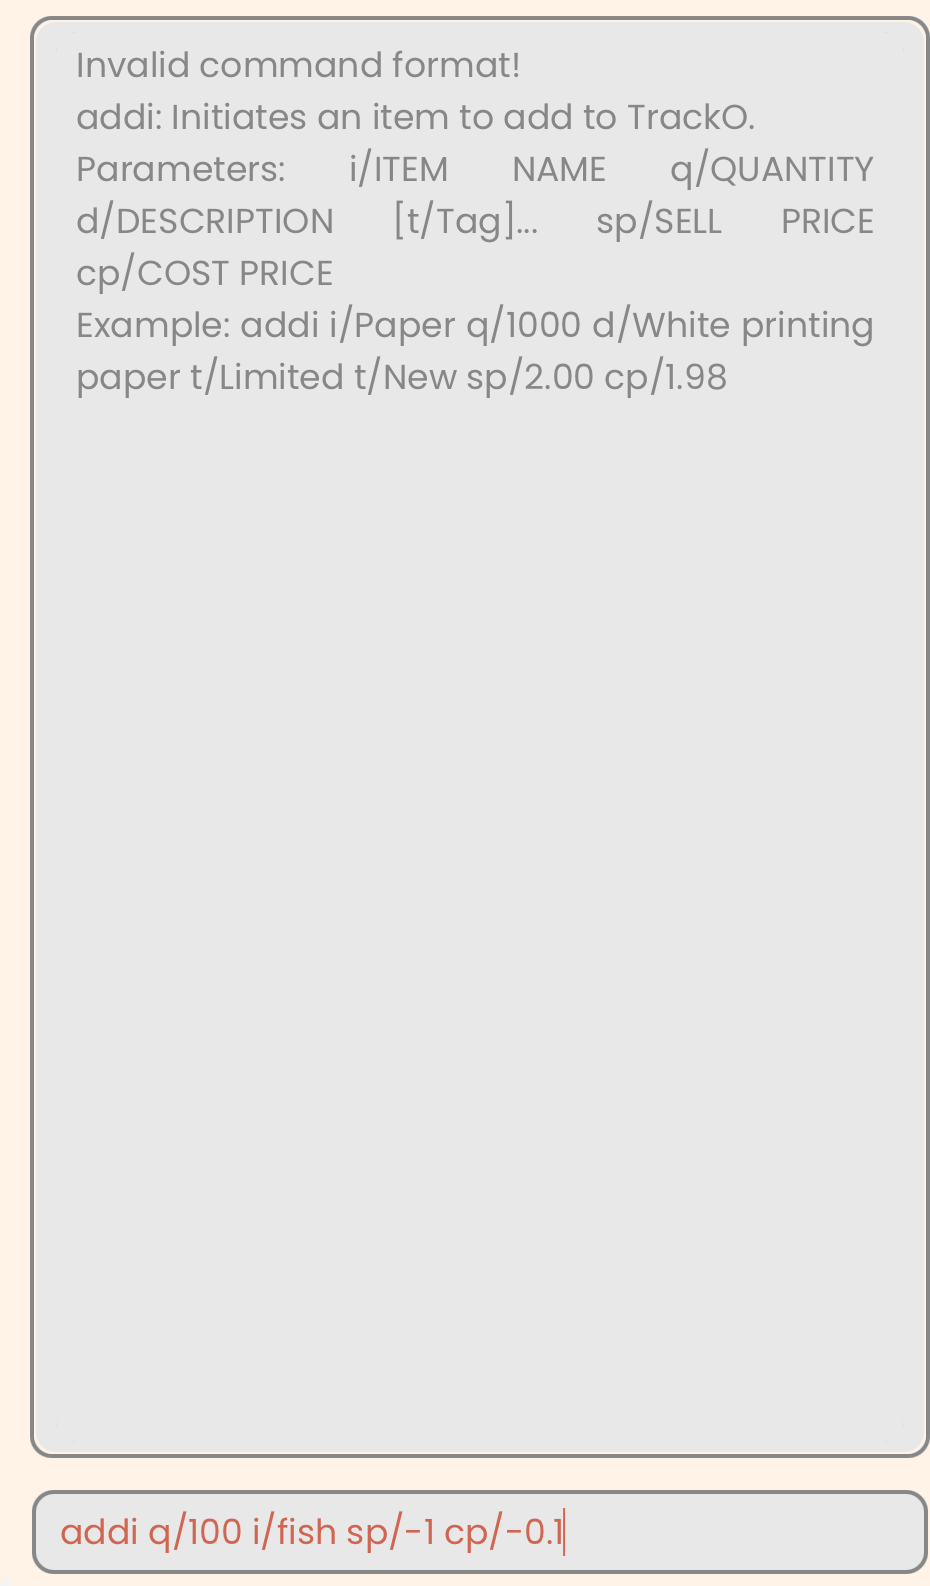 Invalid command format!
addi: Initiates an item to add to TrackO.
Parameters: i/ITEM NAME q/QUANTITY
d/DESCRIPTION [t/Tag]... sp/SELL PRICE
cp/COST PRICE
Example: addi i/Paper q/1000 d/White printing
paper t/Limited t/New sp/2.00 cp/1.98
addi q/100 i/fish sp/-1 cp/-0.1